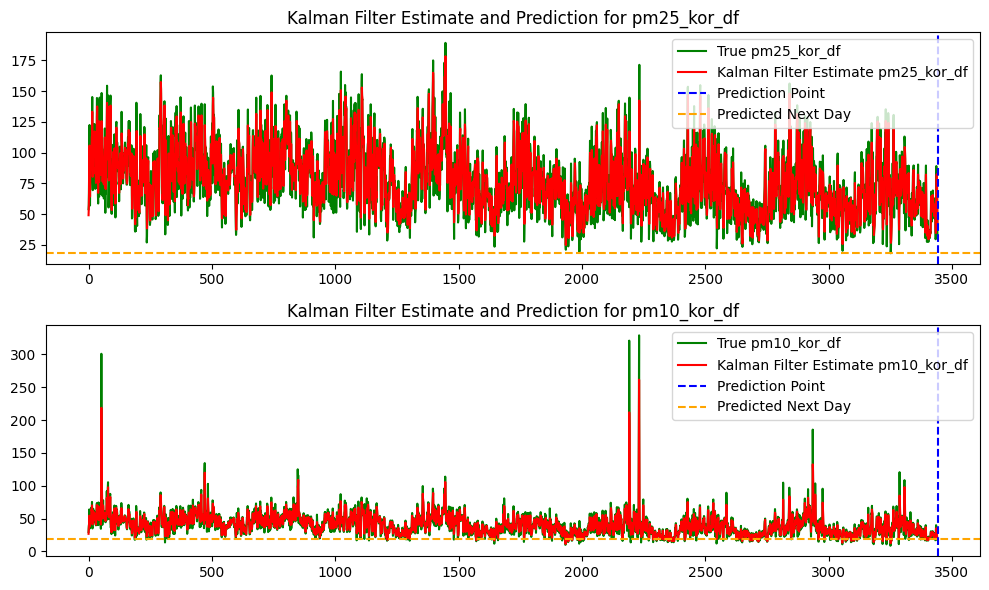 Kalman Filter Estimate and Prediction for pm25_kor_df
True pm25_kor_df
Kalman Filter Estimate pm25_kor_df
Prediction Point
Predicted Next Day
175
150
125
100
75
50
25
0 500 1000 1500 2000 2500 3000 3500
Kalman Filter Estimate and Prediction for pm10_kor_df
True pm10_kor_df
Kalman Filter Estimate pm10_kor_df
Prediction Point
Predicted Next Day
300
250
200
150
100
50
0
0 500 1000 1500 2000 2500 3000 3500